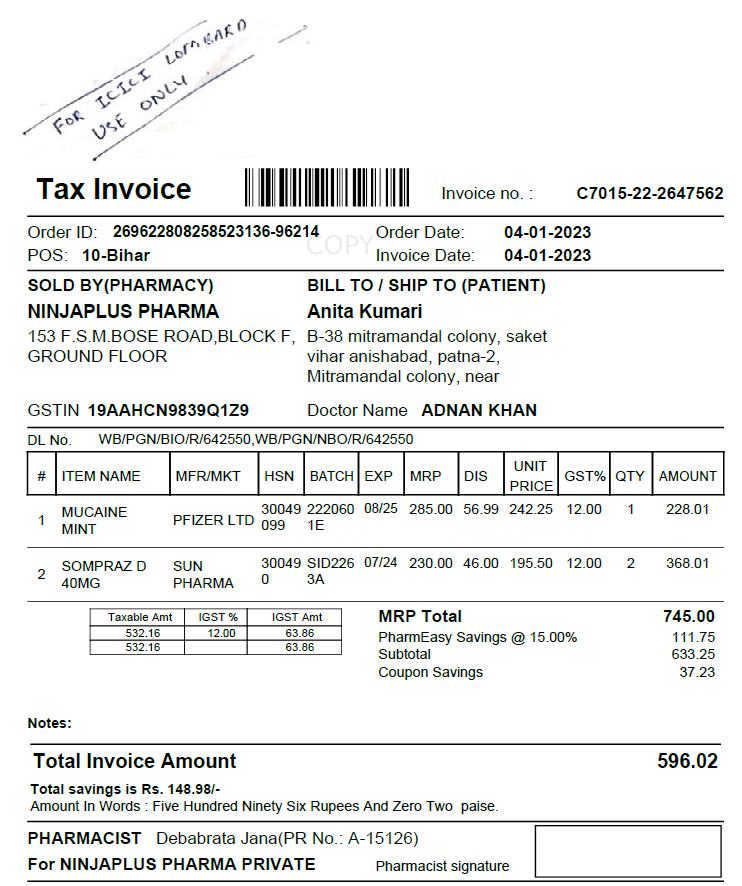 FOR ICICI LOMBARD
USE ONLY
Tax Invoice
Invoice no. : C7015-22-2647562
Order ID: 269622808258523136-96214
COPY
Order Date: 04-01-2023
POS: 10-Bihar
Invoice Date: 04-01-2023
SOLD BY(PHARMACY)
NINJAPLUS PHARMA
153 F.S.M.BOSE ROAD,BLOCK F,
GROUND FLOOR
GSTIN 19AAHCN9839Q1Z9
BILL TO / SHIP TO (PATIENT)
Anita Kumari
B-38 mitramandal colony, saket
vihar anishabad, patna-2,
Mitramandal colony, near
Doctor Name ADNAN KHAN
DL No. WB/PGN/BIO/R/642550,WB/PGN/NBO/R/642550
# ITEM NAME MFR/MKT HSN BATCH EXP MRP DIS UNIT PRICE GST% QTY AMOUNT
1 MUCAINE MINT PFIZER LTD 30049099 2220601E 08/25 285.00 56.99 242.25 12.00 1 228.01
2 SOMPRAZ D 40MG SUN PHARMA 300490 SID2263A 07/24 230.00 46.00 195.50 12.00 2 368.01
Taxable Amt IGST % IGST Amt
532.16 12.00 63.86
532.16 63.86
MRP Total 745.00
PharmEasy Savings @ 15.00% 111.75
Subtotal 633.25
Coupon Savings 37.23
Notes:
Total Invoice Amount 596.02
Total savings is Rs. 148.98/-
Amount In Words : Five Hundred Ninety Six Rupees And Zero Two paise.
PHARMACIST Debabrata Jana(PR No.: A-15126)
For NINJAPLUS PHARMA PRIVATE
Pharmacist signature